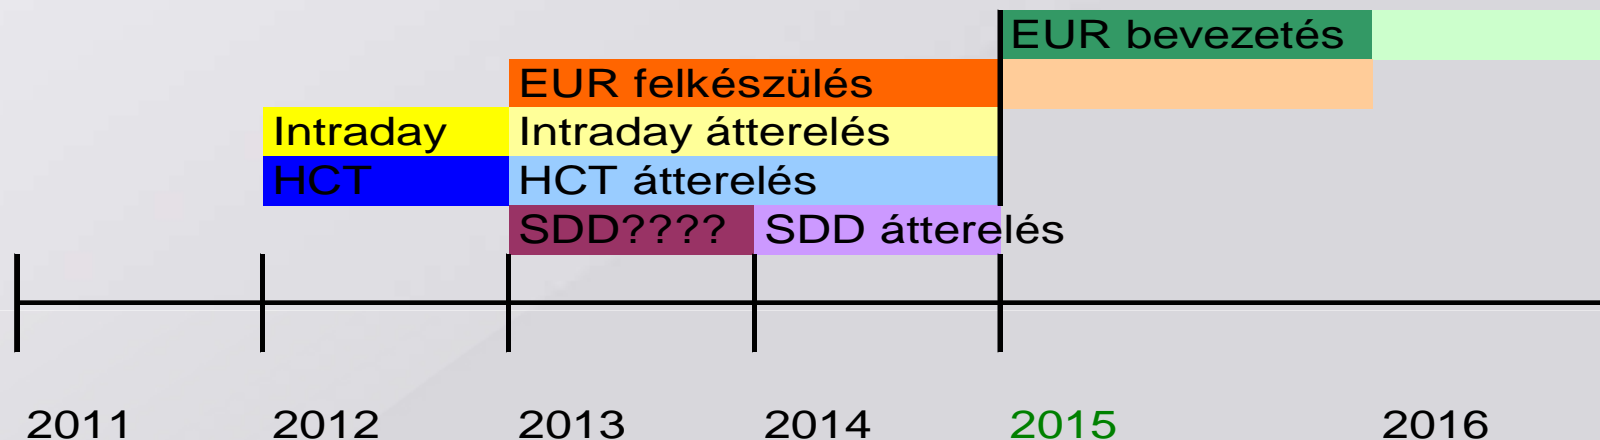 EUR bevezetés
EUR felkészülés
Intraday Intraday átterelés
HCT HCT átterelés
SDD???? SDD átterelés
2011 2012 2013 2014 2015 2016